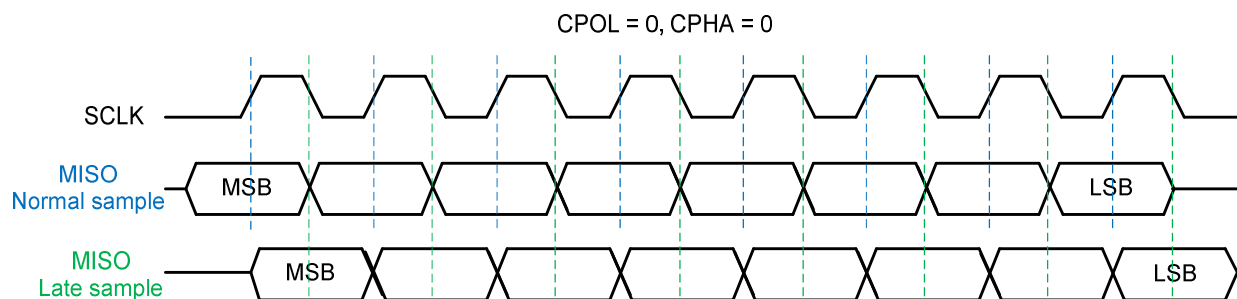 CPOL = 0, CPHA = 0
SCLK
MISO
Normal sample
MSB
LSB
MISO
Late sample
MSB
LSB